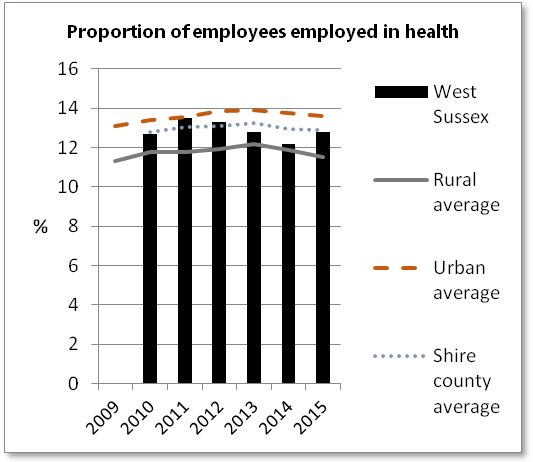 Proportion of employees employed in health
16
14
12
10
8
6
4
2
0
%
2009
2010
2011
2012
2013
2014
2015
West
Sussex
Rural
average
Urban
average
Shire
county
average